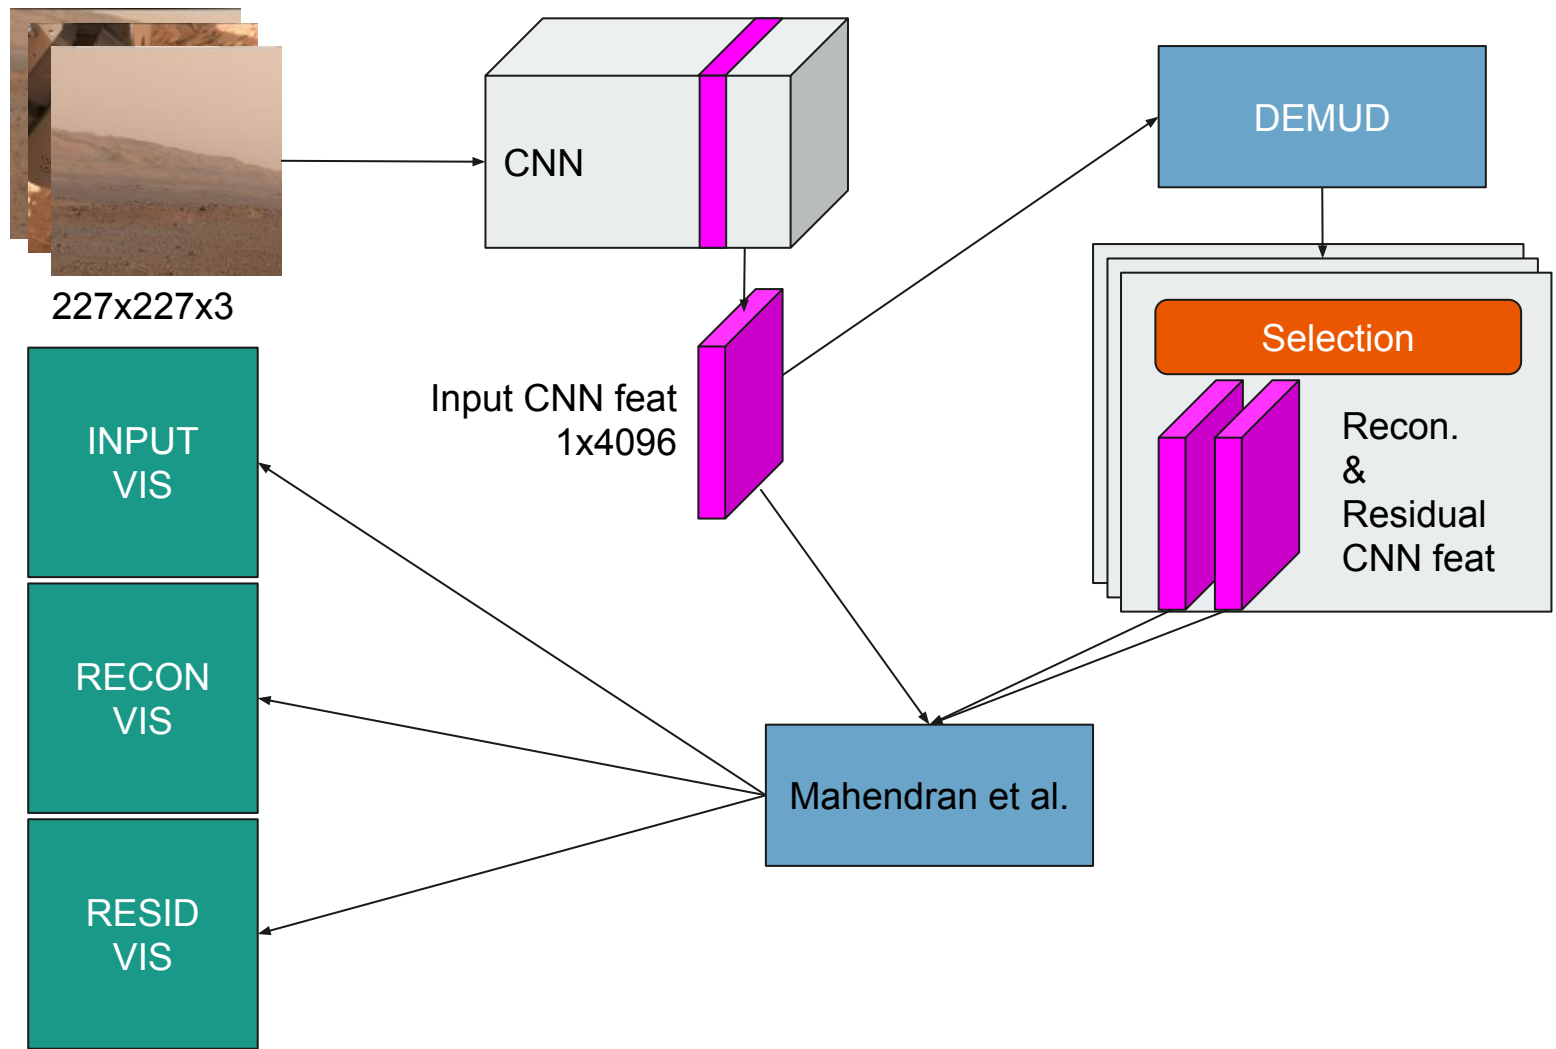 227x227x3
CNN
DEMUD
Input CNN feat
1x4096
Selection
Recon.
&
Residual
CNN feat
INPUT
VIS
RECON
VIS
RESID
VIS
Mahendran et al.